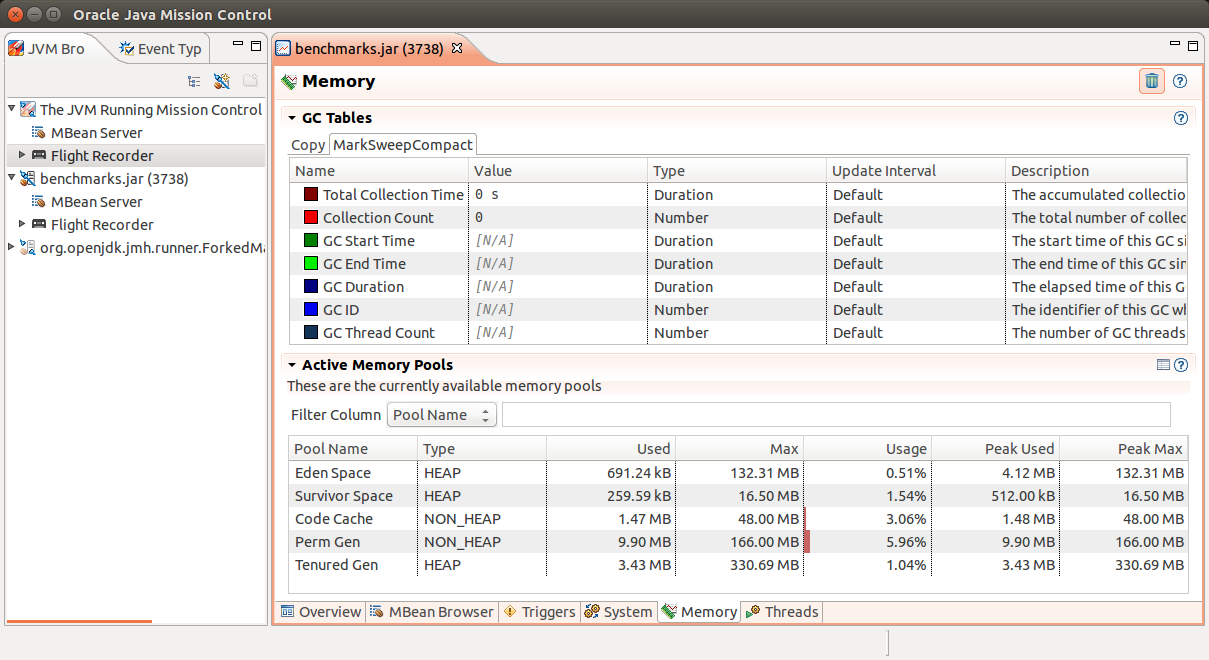 Oracle Java Mission Control
JVM Bro
Event Typ
The JVM Running Mission Control
MBean Server
Flight Recorder
benchmarks.jar (3738)
MBean Server
Flight Recorder
org.openjdk.jmh.runner.ForkedMa
benchmarks.jar (3738)
Memory
GC Tables
Copy MarkSweepCompact
Name Value Type Update Interval Description
Total Collection Time 0 s Duration Default The accumulated collectio
Collection Count 0 Number Default The total number of collec
GC Start Time [N/A] Duration Default The start time of this GC si
GC End Time [N/A] Duration Default The end time of this GC sin
GC Duration [N/A] Duration Default The elapsed time of this G
GC ID [N/A] Number Default The identifier of this GC wh
GC Thread Count [N/A] Number Default The number of GC threads
Active Memory Pools
These are the currently available memory pools
Filter Column Pool Name
Pool Name Type Used Max Usage Peak Used Peak Max
Eden Space HEAP 691.24 kB 132.31 MB 0.51% 4.12 MB 132.31 MB
Survivor Space HEAP 259.59 kB 16.50 MB 1.54% 512.00 kB 16.50 MB
Code Cache NON_HEAP 1.47 MB 48.00 MB 3.06% 1.48 MB 48.00 MB
Perm Gen NON_HEAP 9.90 MB 166.00 MB 5.96% 9.90 MB 166.00 MB
Tenured Gen HEAP 3.43 MB 330.69 MB 1.04% 3.43 MB 330.69 MB
Overview MBean Browser Triggers System Memory Threads